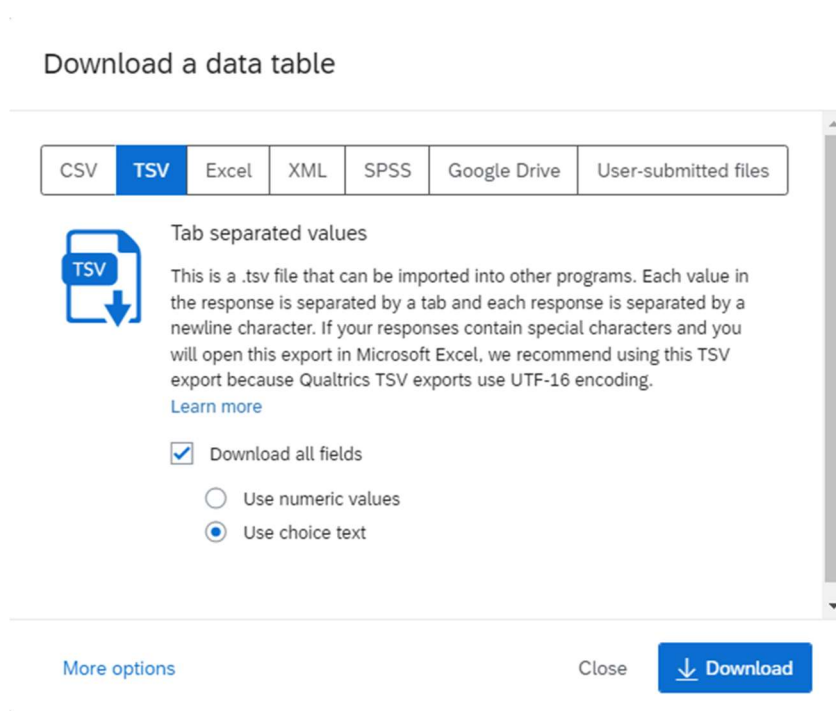 Download a data table
CSV TSV Excel XML SPSS Google Drive User-submitted files
Tab separated values
TSV
This is a .tsv file that can be imported into other programs. Each value in
the response is separated by a tab and each response is separated by a
newline character. If your responses contain special characters and you
will open this export in Microsoft Excel, we recommend using this TSV
export because Qualtrics TSV exports use UTF-16 encoding.
Learn more
Download all fields
Use numeric values
Use choice text
More options Close Download